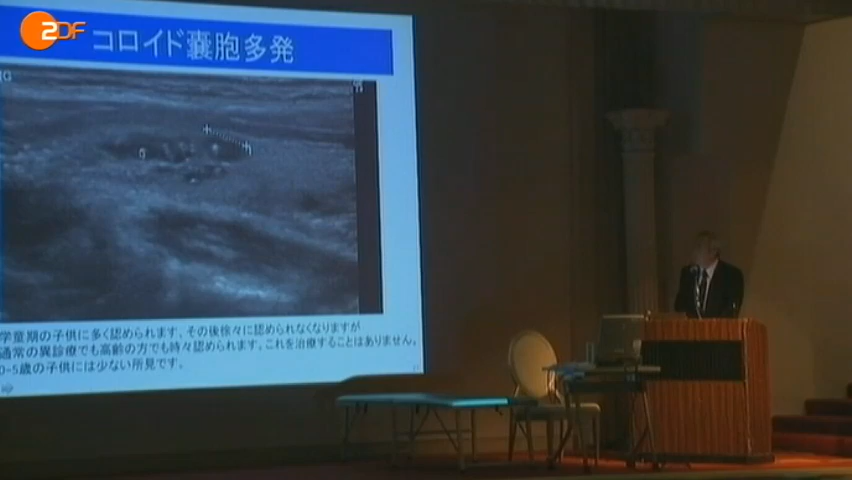 ZDF
コロイド嚢胞多発
学童期の子供に多く認められます、その後徐々に認められなくなりますが
通常の異診療でも高齢の方でも時々認められます。これを治療することはありません。
0-5歳の子供には少ない所見です。